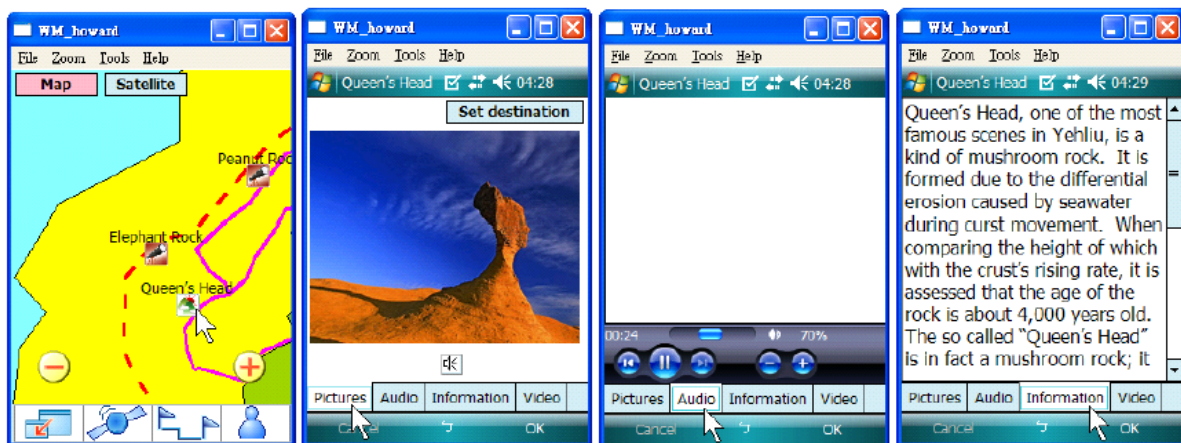 WM_howard
File Zoom Tools Help
Map Satellite
Peanut Roc
Elephant Rock
Queen's Head
WM_howard
File Zoom Tools Help
Queen's Head 04:28
Set destination
Pictures Audio Information Video
Cancel OK
WM_howard
File Zoom Tools Help
Queen's Head 04:28
00:24 70%
Pictures Audio Information Video
Cancel OK
WM_howard
File Zoom Tools Help
Queen's Head 04:29
Queen's Head, one of the most
famous scenes in Yehliu, is a
kind of mushroom rock. It is
formed due to the differential
erosion caused by seawater
during curst movement. When
comparing the height of which
with the crust's rising rate, it is
assessed that the age of the
rock is about 4,000 years old.
The so called “Queen's Head”
is in fact a mushroom rock; it
Pictures Audio Information Video
Cancel OK